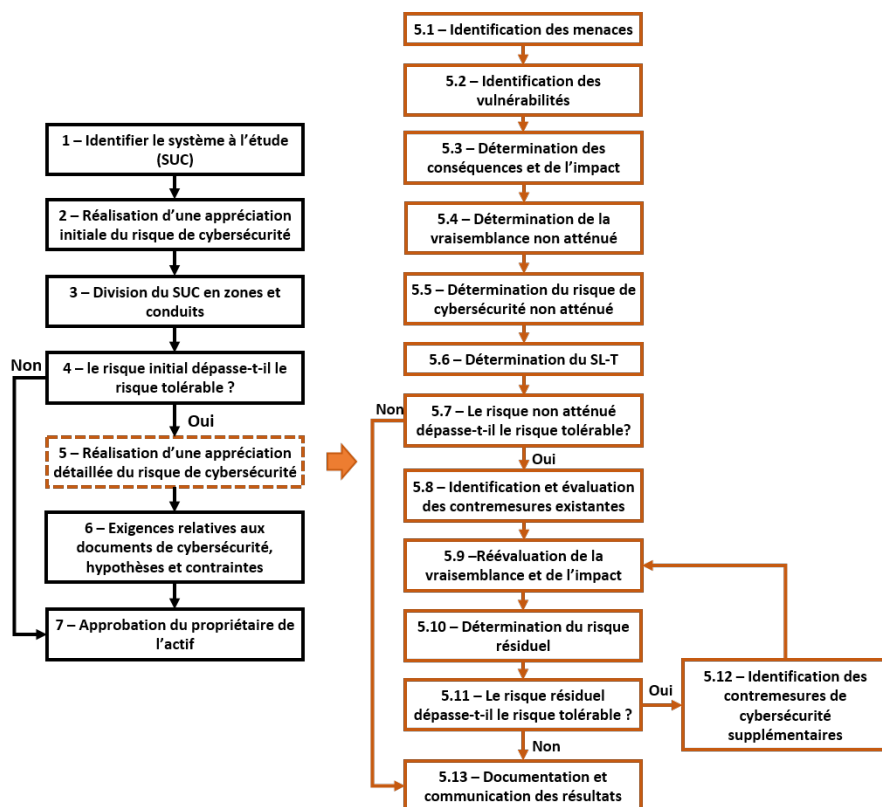 1 – Identifier le système à l'étude
(SUC)
2 – Réalisation d'une appréciation
initiale du risque de cybersécurité
3 – Division du SUC en zones et
conduits
Non
4 – le risque initial dépasse-t-il le
risque tolérable ?
Oui
5 – Réalisation d'une appréciation
détaillée du risque de cybersécurité
6 – Exigences relatives aux
documents de cybersécurité,
hypothèses et contraintes
7 – Approbation du propriétaire de
l'actif
5.1 – Identification des menaces
5.2 – Identification des
vulnérabilités
5.3 – Détermination des
conséquences et de l'impact
5.4 – Détermination de la
vraisemblance non atténué
5.5 – Détermination du risque de
cybersécurité non atténué
5.6 – Détermination du SL-T
Non
5.7 – Le risque non atténué
dépasse-t-il le risque tolérable?
Oui
5.8 – Identification et évaluation
des contremesures existantes
5.9 –Réévaluation de la
vraisemblance et de l'impact
5.10 – Détermination du risque
résiduel
5.11 – Le risque résiduel
dépasse-t-il le risque tolérable ?
Oui
5.12 – Identification des
contremesures de
cybersécurité
supplémentaires
Non
5.13 – Documentation et
communication des résultats